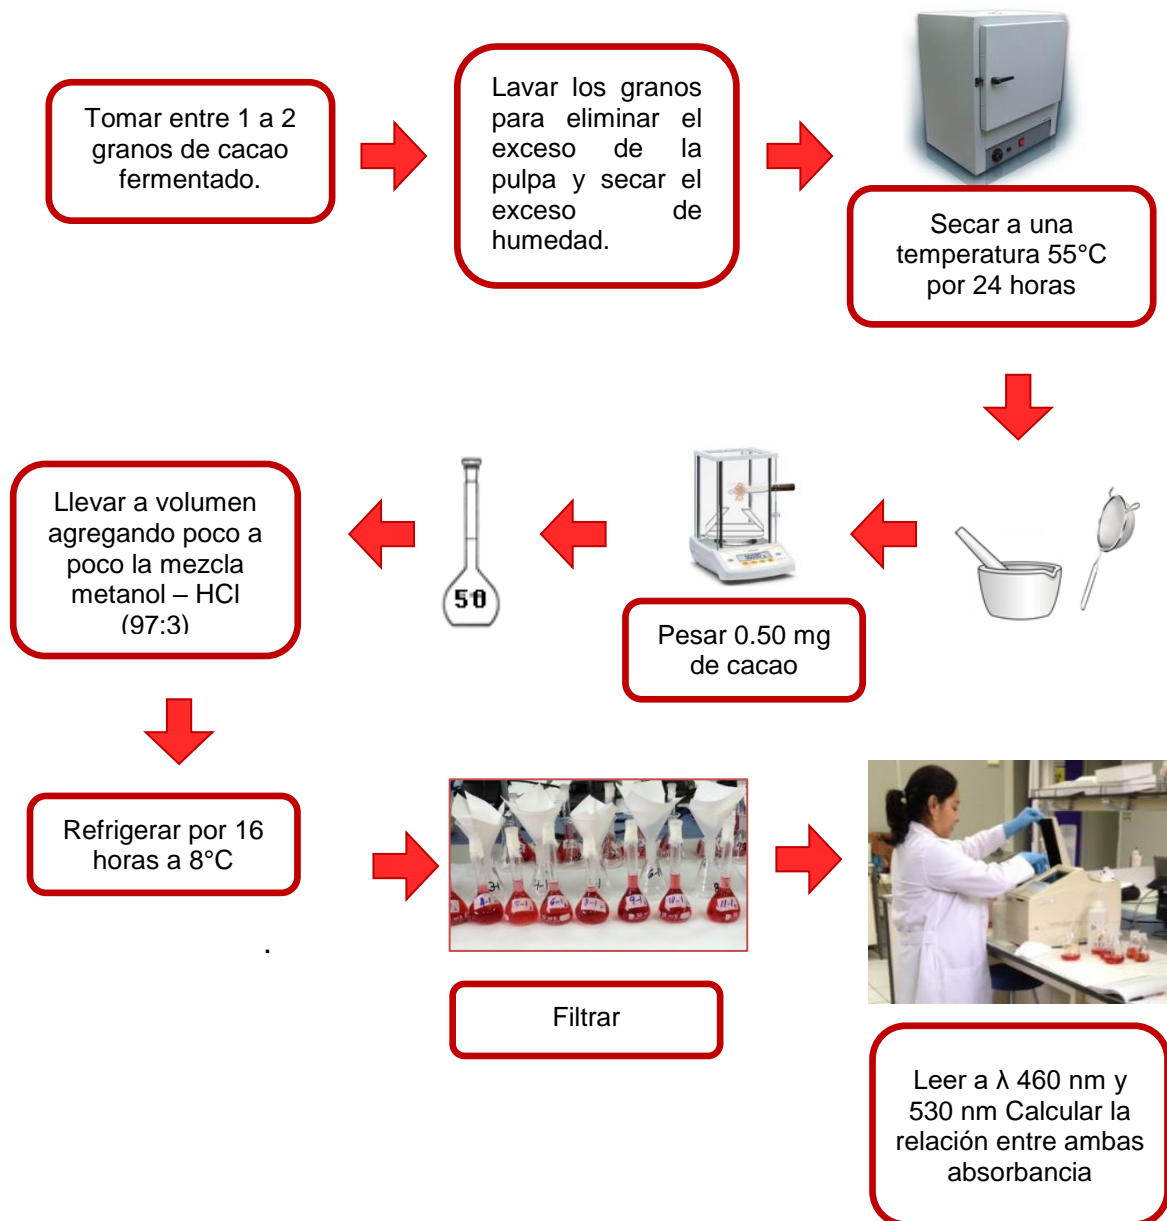 Tomar entre 1 a 2
granos de cacao
fermentado.
Lavar los granos
para eliminar el
exceso de la
pulpa y secar el
exceso de
humedad.
Secar a una
temperatura 55°C
por 24 horas
Pesar 0.50 mg
de cacao
50
Llevar a volumen
agregando poco a
poco la mezcla
metanol – HCl
(97:3)
Refrigerar por 16
horas a 8°C
.
Filtrar
Leer a λ 460 nm y
530 nm Calcular la
relación entre ambas
absorbancia